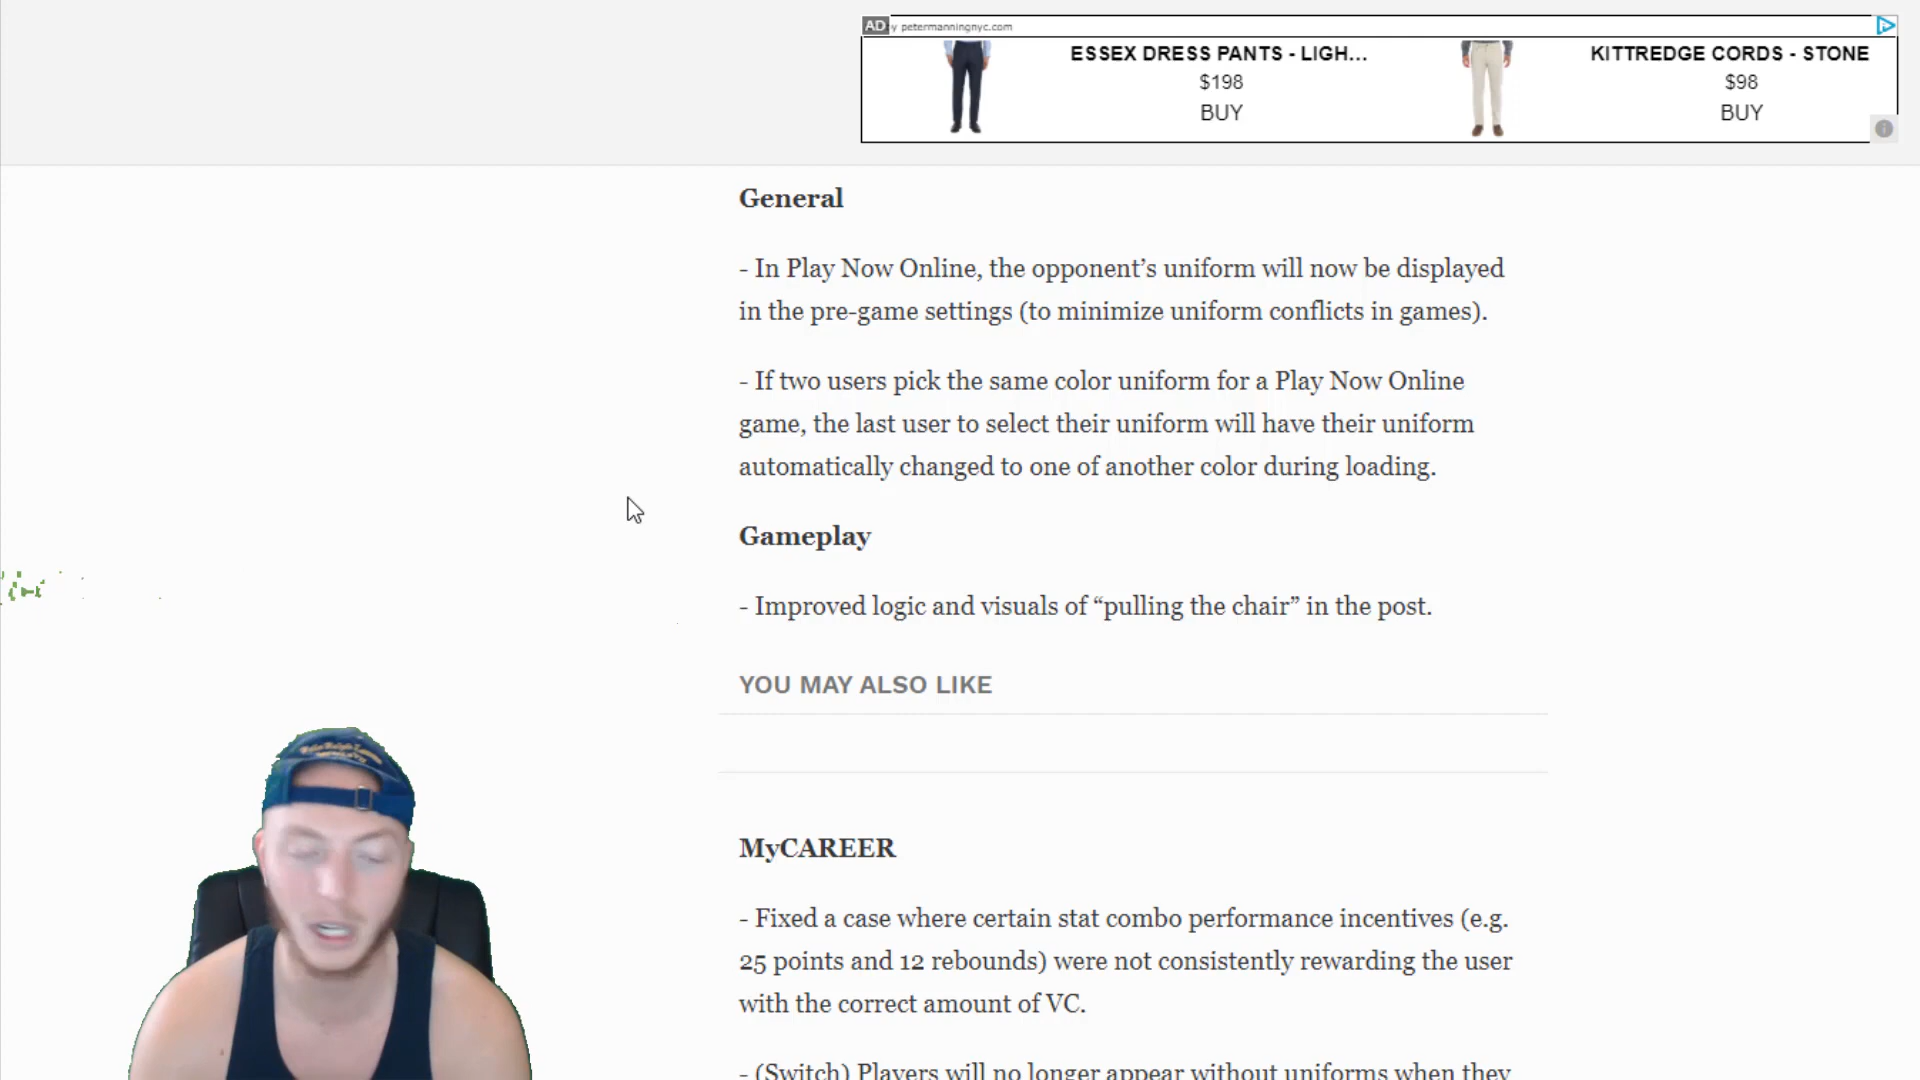 AD y petermanningnyc.com
ESSEX DRESS PANTS - LIGH...
$198
BUY
KITTREDGE CORDS - STONE
$98
BUY
General
- In Play Now Online, the opponent’s uniform will now be displayed
in the pre-game settings (to minimize uniform conflicts in games).
- If two users pick the same color uniform for a Play Now Online
game, the last user to select their uniform will have their uniform
automatically changed to one of another color during loading.
Gameplay
- Improved logic and visuals of “pulling the chair” in the post.
YOU MAY ALSO LIKE
MyCAREER
- Fixed a case where certain stat combo performance incentives (e.g.
25 points and 12 rebounds) were not consistently rewarding the user
with the correct amount of VC.
- (Switch) Players will no longer appear without uniforms when they